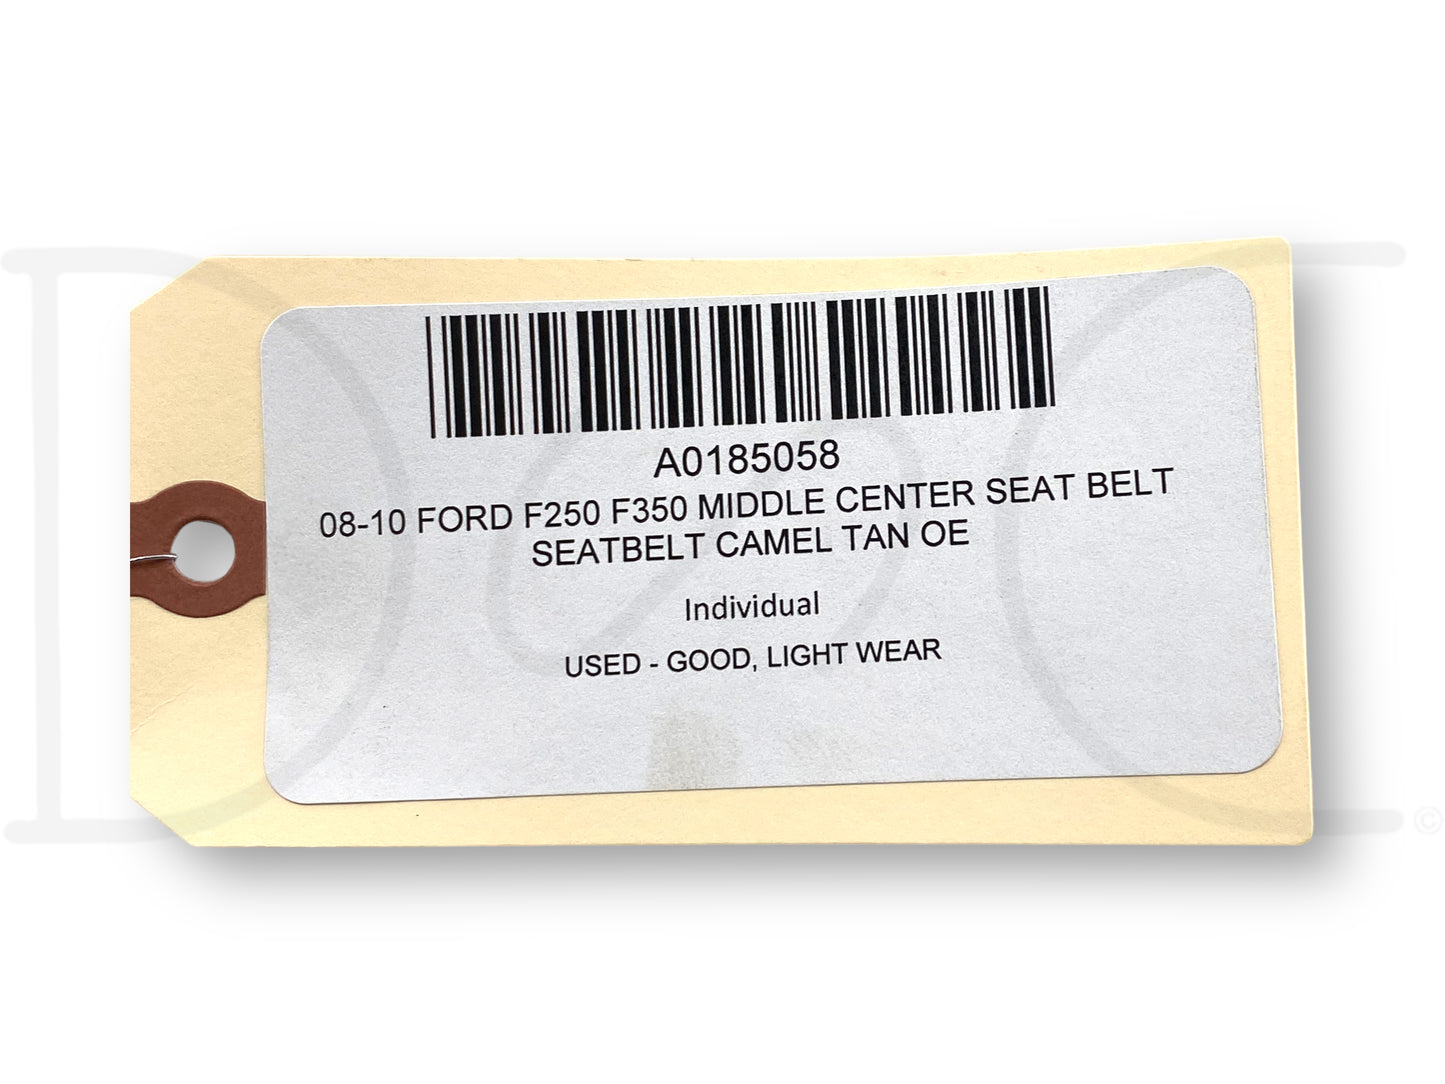 A0185058
08-10 FORD F250 F350 MIDDLE CENTER SEAT BELT
SEATBELT CAMEL TAN OE
Individual
USED - GOOD, LIGHT WEAR
©